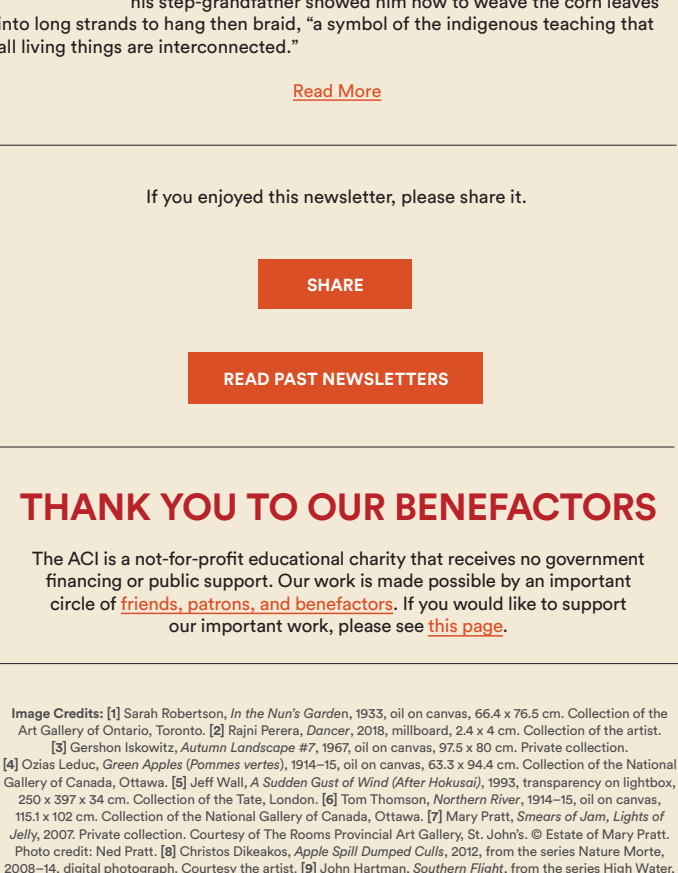 his step-grandfather showed him how to weave the corn leaves
into long strands to hang then braid, “a symbol of the indigenous teaching that
all living things are interconnected.”
Read More
If you enjoyed this newsletter, please share it.
SHARE
READ PAST NEWSLETTERS
THANK YOU TO OUR BENEFACTORS
The ACI is a not-for-profit educational charity that receives no government
financing or public support. Our work is made possible by an important
circle of friends, patrons, and benefactors. If you would like to support
our important work, please see this page.
Image Credits: [1] Sarah Robertson, In the Nun’s Garden, 1933, oil on canvas, 66.4 x 76.5 cm. Collection of the
Art Gallery of Ontario, Toronto. [2] Rajni Perera, Dancer, 2018, millboard, 2.4 x 4 cm. Collection of the artist.
[3] Gershon Iskowitz, Autumn Landscape #7, 1967, oil on canvas, 97.5 x 80 cm. Private collection.
[4] Ozias Leduc, Green Apples (Pommes vertes), 1914–15, oil on canvas, 63.3 x 94.4 cm. Collection of the National
Gallery of Canada, Ottawa. [5] Jeff Wall, A Sudden Gust of Wind (After Hokusai), 1993, transparency on lightbox,
250 x 397 x 34 cm. Collection of the Tate, London. [6] Tom Thomson, Northern River, 1914–15, oil on canvas,
115.1 x 102 cm. Collection of the National Gallery of Canada, Ottawa. [7] Mary Pratt, Smears of Jam, Lights of
Jelly, 2007. Private collection. Courtesy of The Rooms Provincial Art Gallery, St. John’s. © Estate of Mary Pratt.
Photo credit: Ned Pratt. [8] Christos Dikeakos, Apple Spill Dumped Culls, 2012, from the series Nature Morte,
2008–14, digital photograph. Courtesy the artist. [9] John Hartman, Southern Flight, from the series High Water,